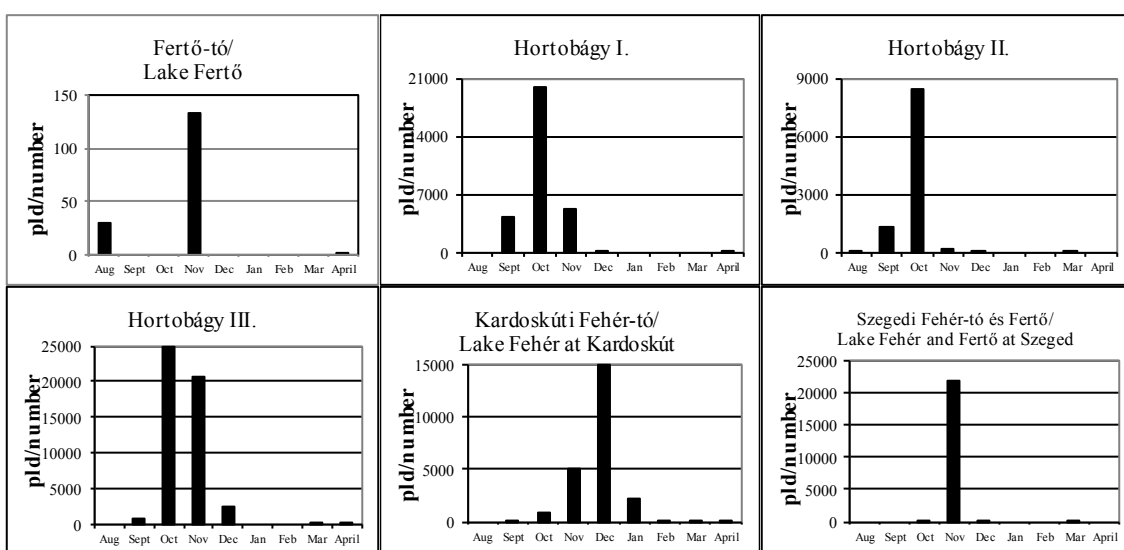 Fertő-tó/
Lake Fertő
pld/number
150
100
50
0
Aug Sept Oct Nov Dec Jan Feb Mar April
Hortobágy I.
pld/number
21000
14000
7000
0
Aug Sept Oct Nov Dec Jan Feb Mar April
Hortobágy II.
pld/number
9000
6000
3000
0
Aug Sept Oct Nov Dec Jan Feb Mar April
Hortobágy III.
pld/number
25000
20000
15000
10000
5000
0
Aug Sept Oct Nov Dec Jan Feb Mar April
Kardoskúti Fehér-tó/
Lake Fehér at Kardoskút
pld/number
15000
10000
5000
0
Aug Sept Oct Nov Dec Jan Feb Mar April
Szegedi Fehér-tó és Fertő/
Lake Fehér and Fertő at Szeged
pld/number
25000
20000
15000
10000
5000
0
Aug Sept Oct Nov Dec Jan Feb Mar April